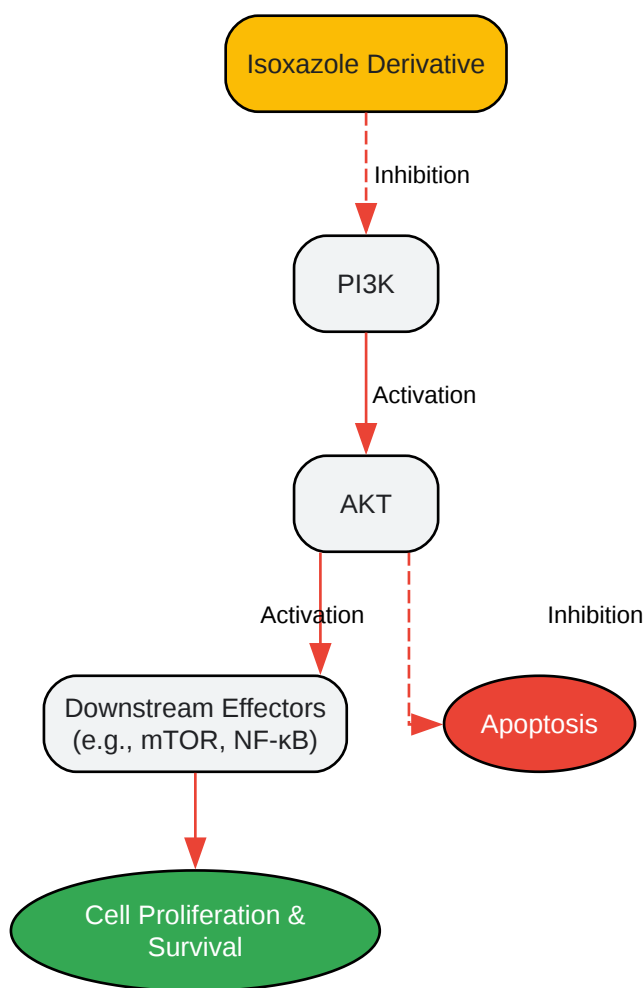 Isoxazole Derivative
Inhibition
PI3K
Activation
AKT
Activation
Inhibition
Downstream Effectors
(e.g., mTOR, NF-κB)
Apoptosis
Cell Proliferation &
Survival